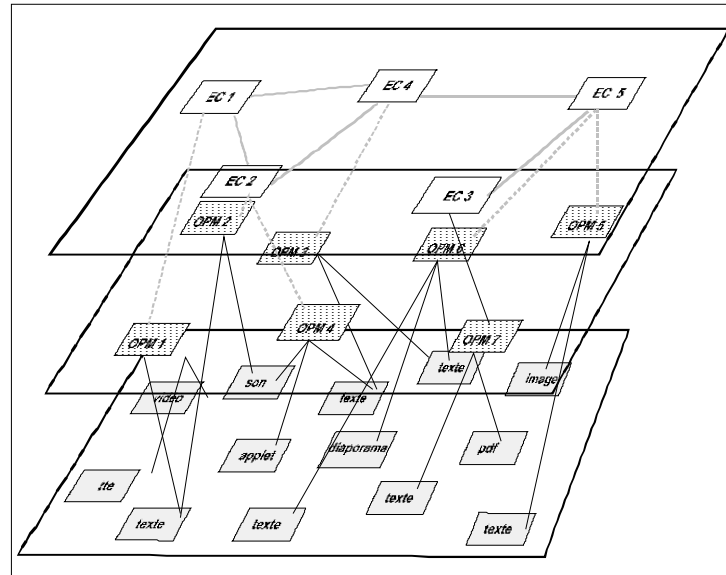 EC 1
EC 4
EC 5
EC 2
EC 3
OPM 2
OPM 3
OPM 6
OPM 5
OPM 1
OPM 4
OPM 7
video
son
texte
texte
image
applet
diaporama
pdf
tte
texte
texte
texte
texte